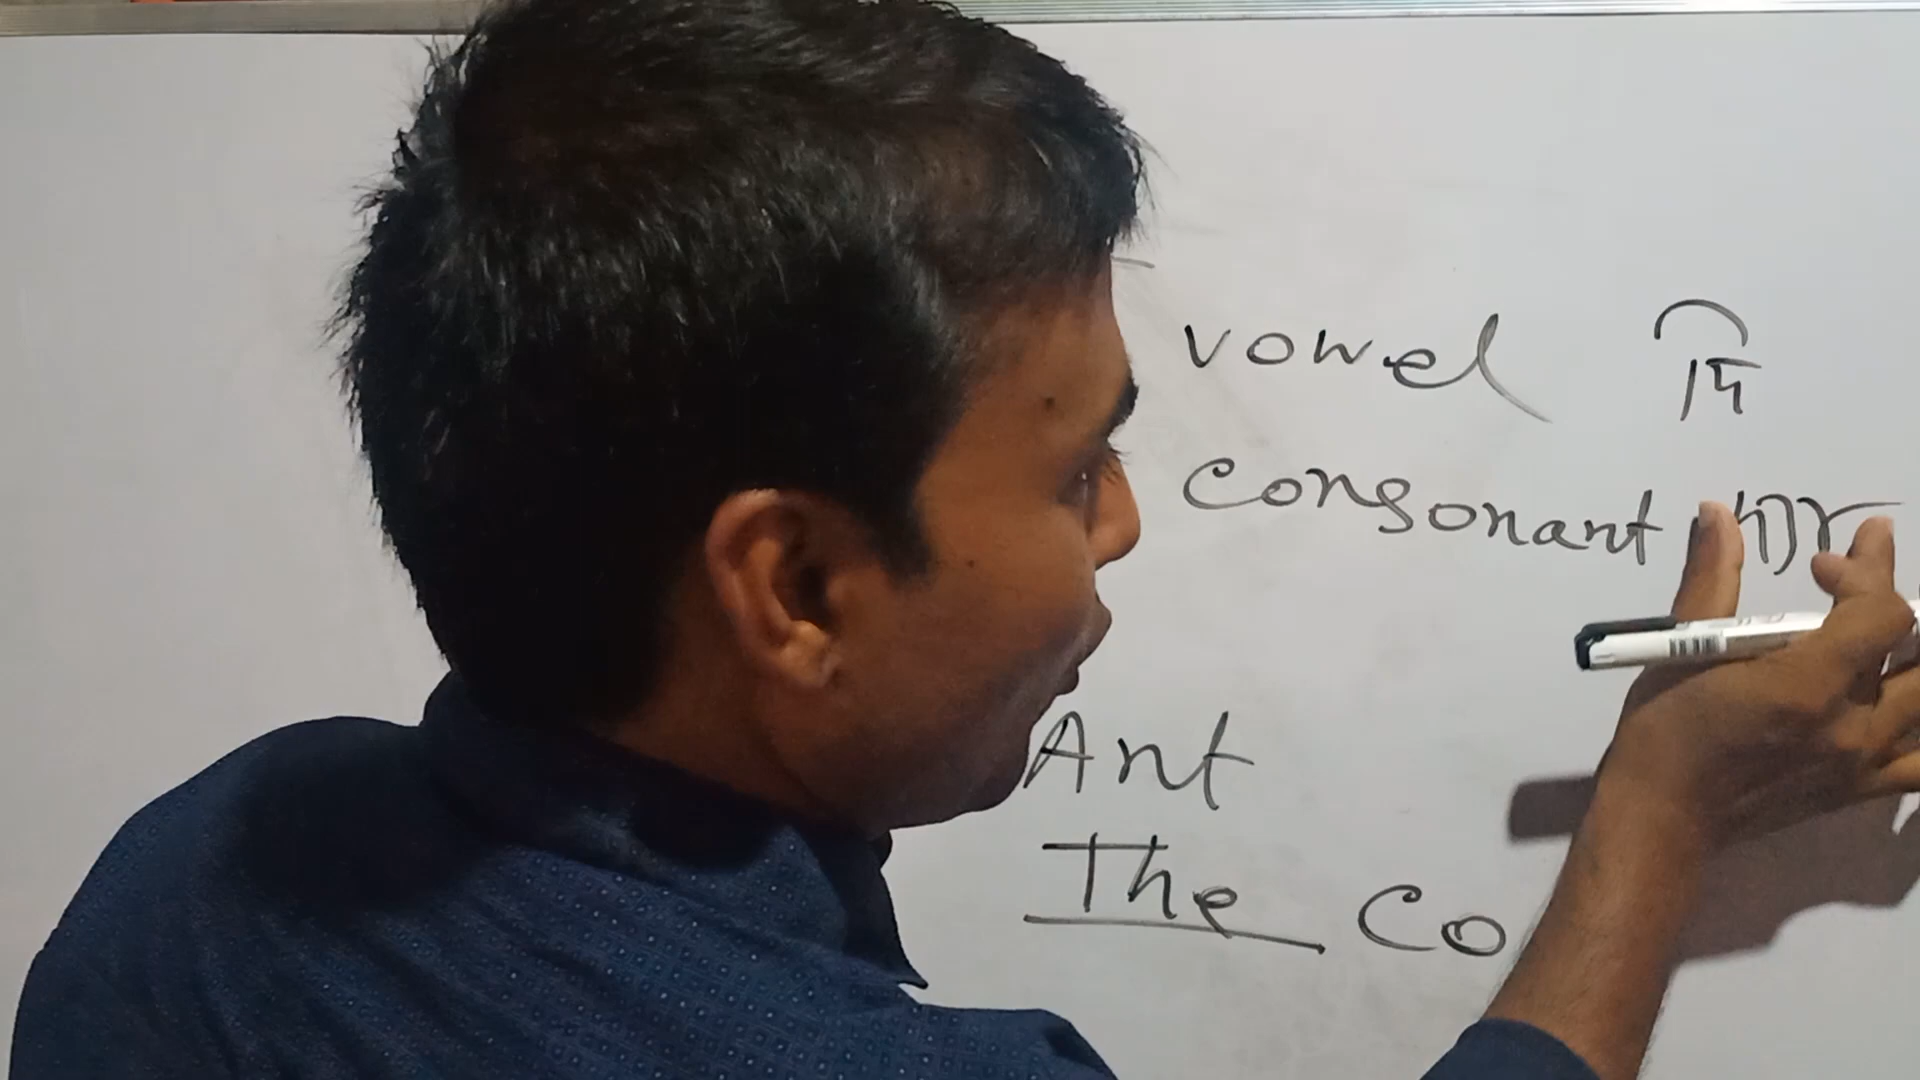 vowel दि
consonant
Ant
The Co